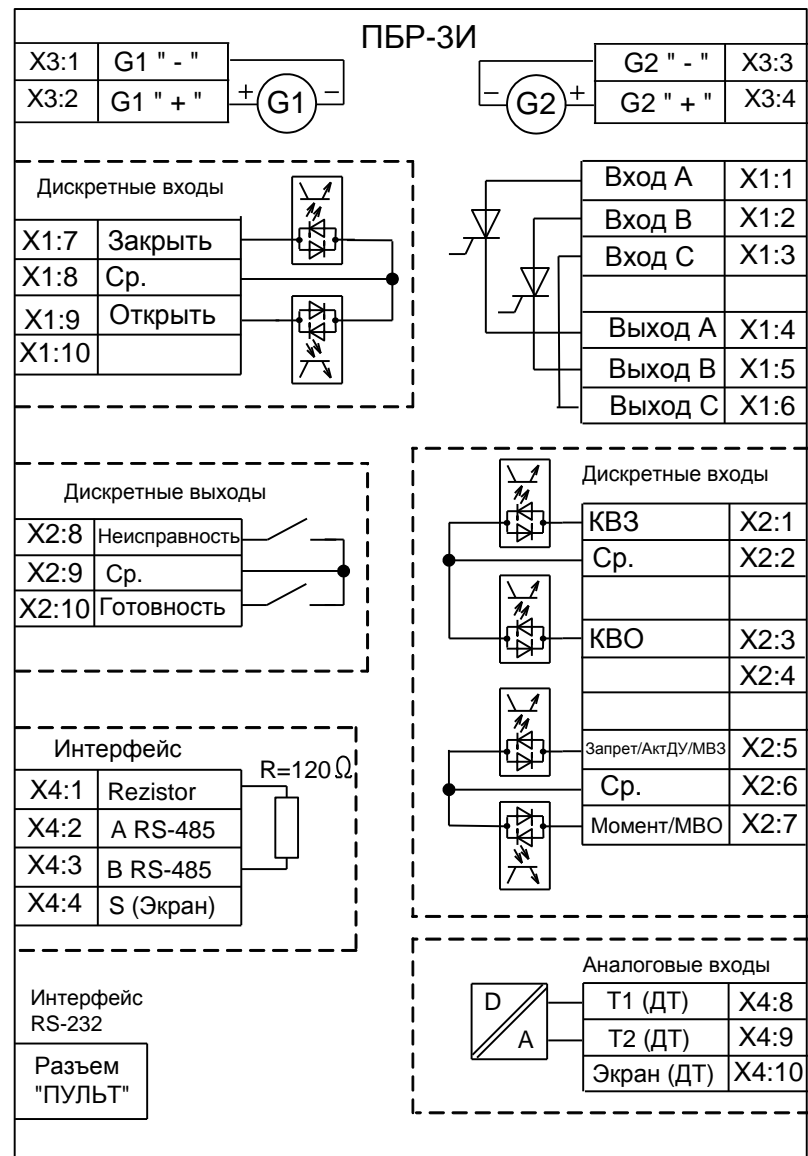 ПБР-3И
X3:1 G1 " - "
X3:2 G1 " + "
+ G1 −
G2 " - " X3:3
G2 " + " X3:4
− G2 +
Дискретные входы
X1:7 Закрыть
X1:8 Ср.
X1:9 Открыть
X1:10
Вход А X1:1
Вход В X1:2
Вход С X1:3
Выход А X1:4
Выход В X1:5
Выход С X1:6
Дискретные выходы
X2:8 Неисправность
X2:9 Ср.
X2:10 Готовность
Дискретные входы
КВЗ X2:1
Ср. X2:2
КВО X2:3
X2:4
Запрет/АктДУ/МВЗ X2:5
Ср. X2:6
Момент/МВО X2:7
Интерфейс
R=120 Ω
X4:1 Rezistor
X4:2 A RS-485
X4:3 B RS-485
X4:4 S (Экран)
Аналоговые входы
D
A
Т1 (ДТ) X4:8
Т2 (ДТ) X4:9
Экран (ДТ) X4:10
Интерфейс
RS-232
Разъем
"ПУЛЬТ"